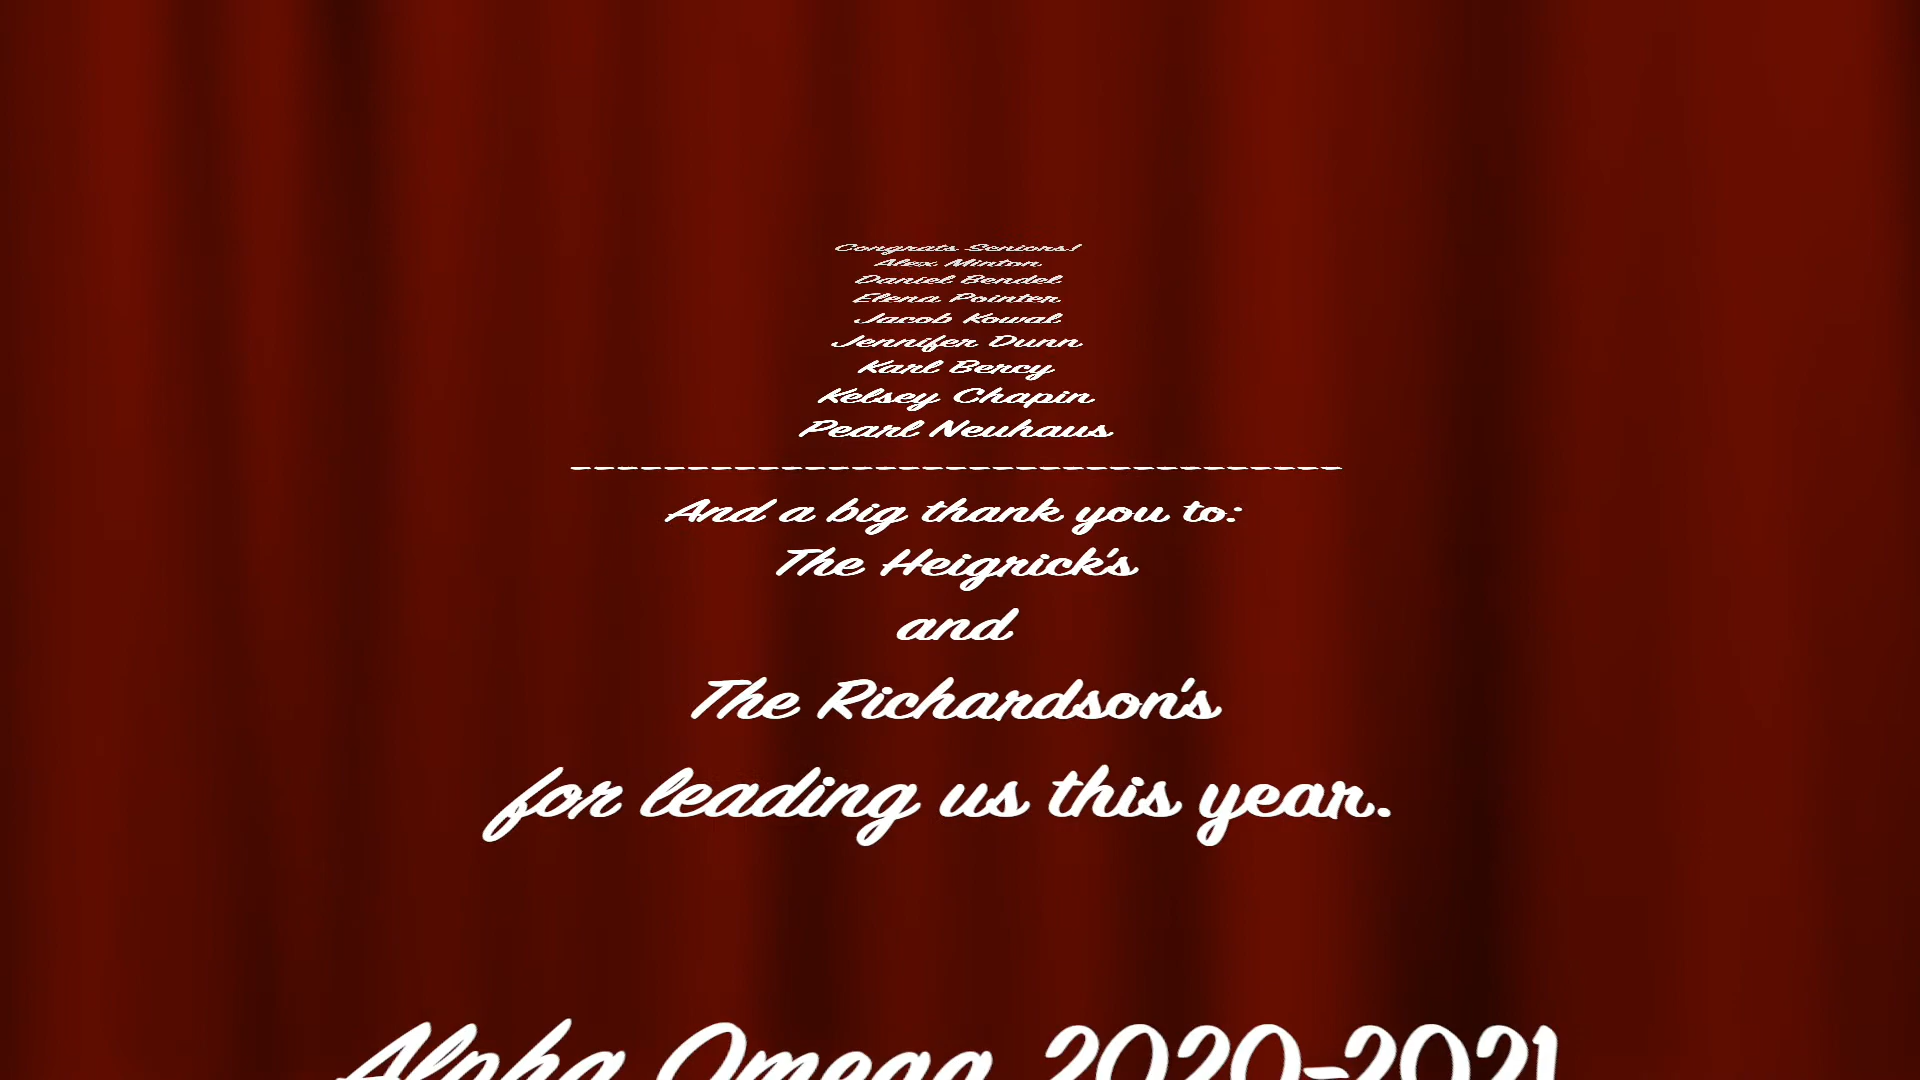 Congrats Seniors!
Alex Minton
Daniel Bendel
Elena Pointer
Jacob Kowal
Jennifer Dunn
Karl Bercy
Kelsey Chapin
Pearl Neuhaus
---------------------------------
And a big thank you to:
The Heigrick's
and
The Richardson's
for leading us this year.
Alpha Omega 2020-2021